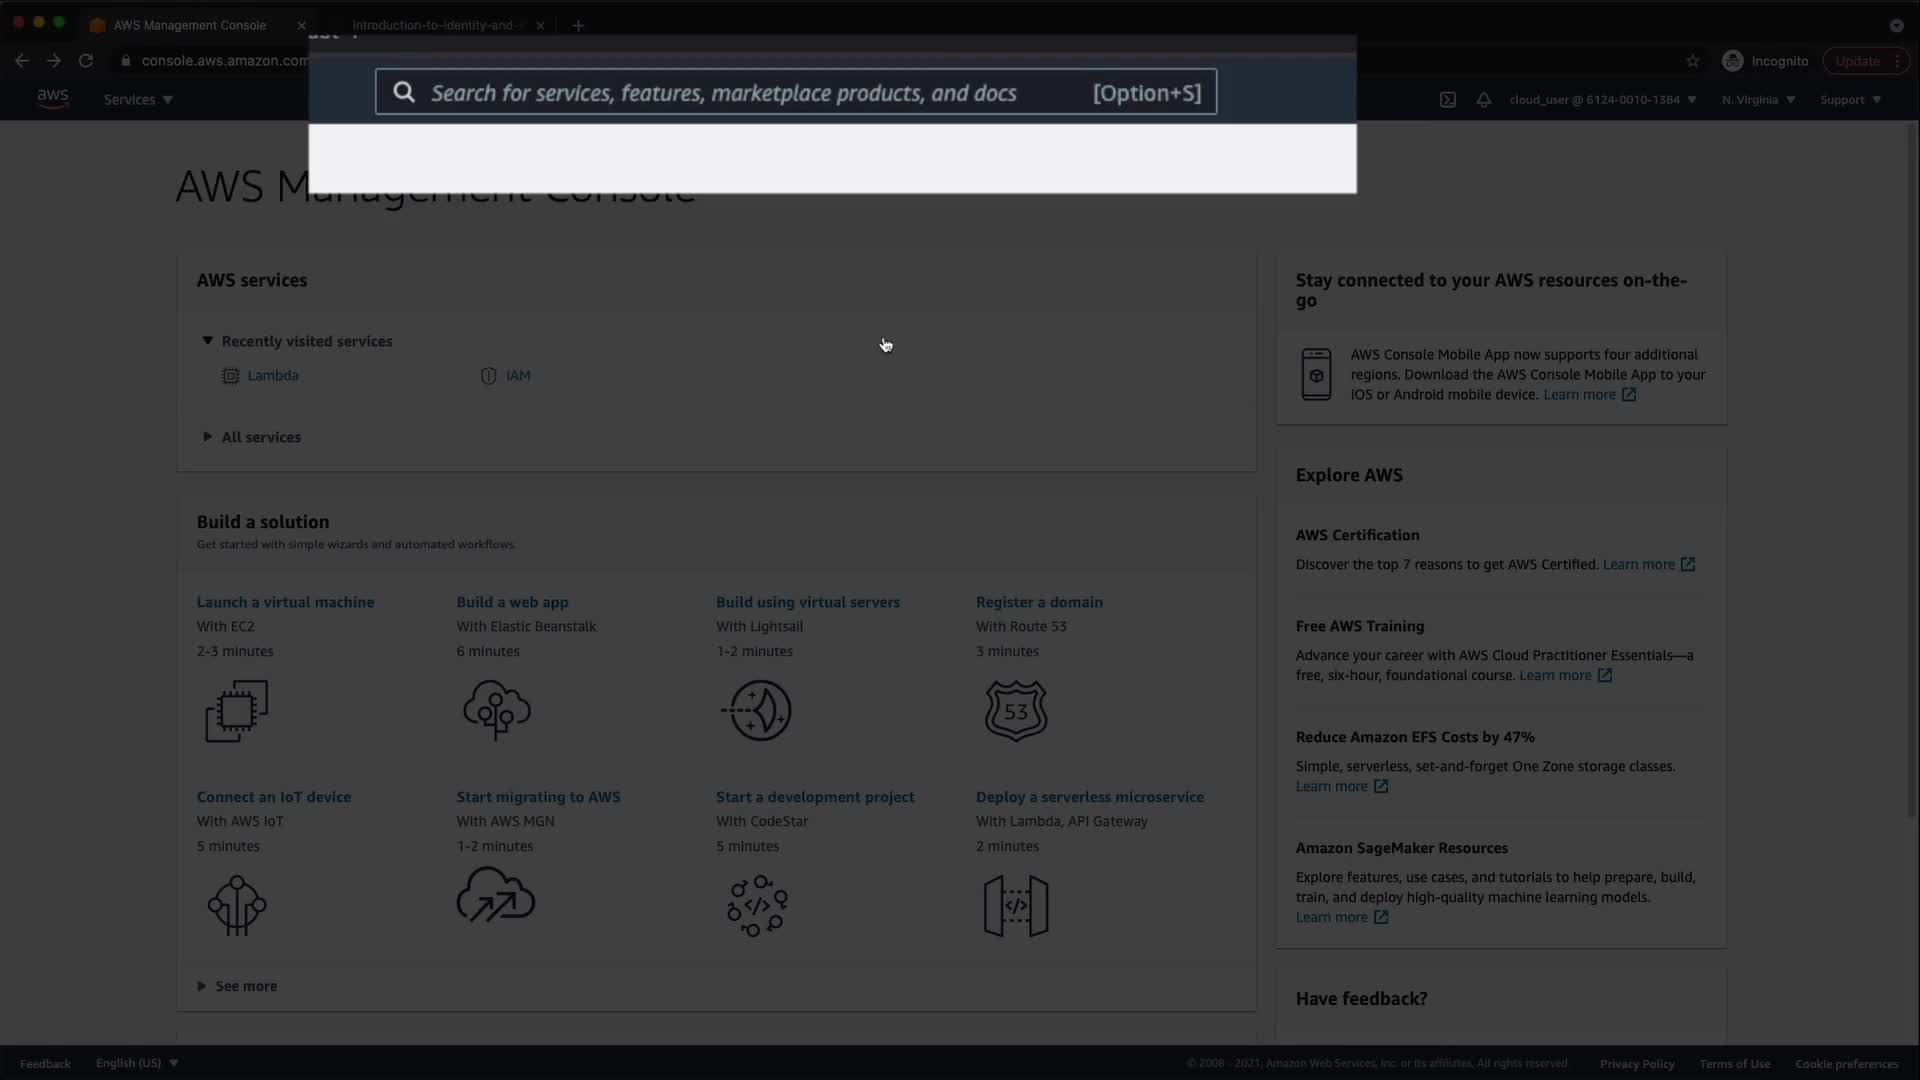 AWS Management Console
Introduction-to-identity-and-
console.aws.amazon.com
Incognito
Update
aws
Services
Search for services, features, marketplace products, and docs
[Option+S]
cloud_user @ 6124-0010-1384
N. Virginia
Support
AWS Management Console
AWS services
Recently visited services
Lambda
IAM
All services
Stay connected to your AWS resources on-the-
go
AWS Console Mobile App now supports four additional
regions. Download the AWS Console Mobile App to your
iOS or Android mobile device. Learn more
Build a solution
Get started with simple wizards and automated workflows.
Launch a virtual machine
With EC2
2-3 minutes
Build a web app
With Elastic Beanstalk
6 minutes
Build using virtual servers
With Lightsail
1-2 minutes
Register a domain
With Route 53
3 minutes
53
Connect an IoT device
With AWS IoT
5 minutes
Start migrating to AWS
With AWS MGN
1-2 minutes
Start a development project
With CodeStar
5 minutes
</>
Deploy a serverless microservice
With Lambda, API Gateway
2 minutes
</>
See more
Explore AWS
AWS Certification
Discover the top 7 reasons to get AWS Certified. Learn more
Free AWS Training
Advance your career with AWS Cloud Practitioner Essentials—a
free, six-hour, foundational course. Learn more
Reduce Amazon EFS Costs by 47%
Simple, serverless, set-and-forget One Zone storage classes.
Learn more
Amazon SageMaker Resources
Explore features, use cases, and tutorials to help prepare, build,
train, and deploy high-quality machine learning models.
Learn more
Have feedback?
Feedback
English (US)
© 2008 - 2021, Amazon Web Services, Inc. or its affiliates. All rights reserved.
Privacy Policy
Terms of Use
Cookie preferences